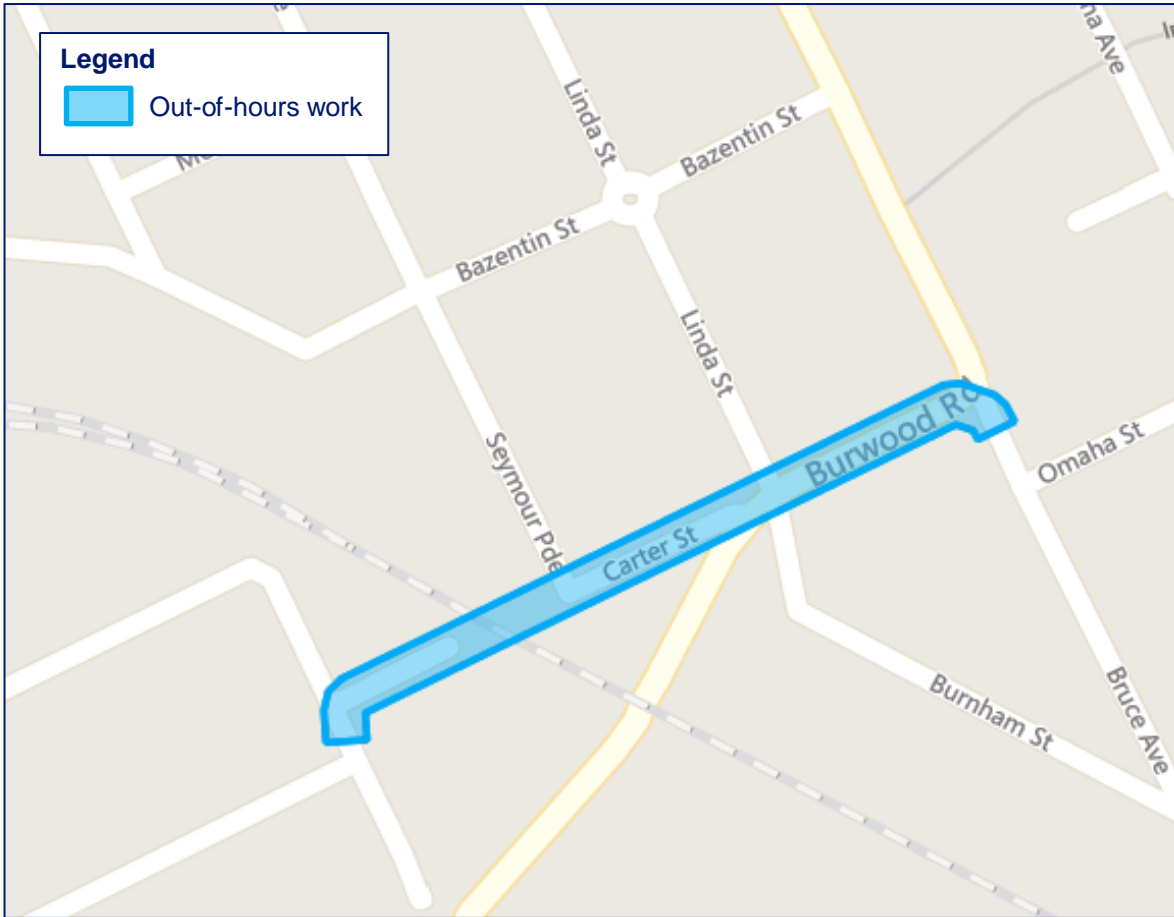 Legend
Out-of-hours work
Linda St
Bazentin St
Bazentin St
Linda St
Burwood Rd
Seymour Pde
Carter St
Omaha St
Burnham St
Bruce Ave
Ave